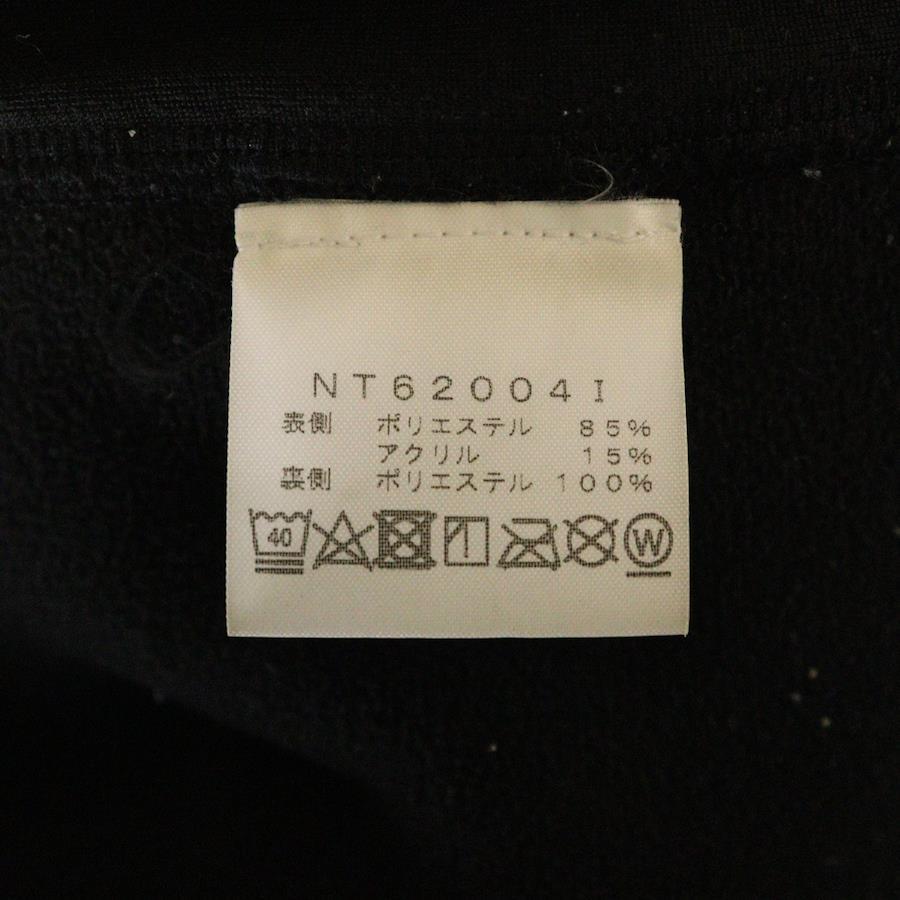 NT62004I
表側 ポリエステル 85%
アクリル 15%
裏側 ポリエステル 100%
40 W